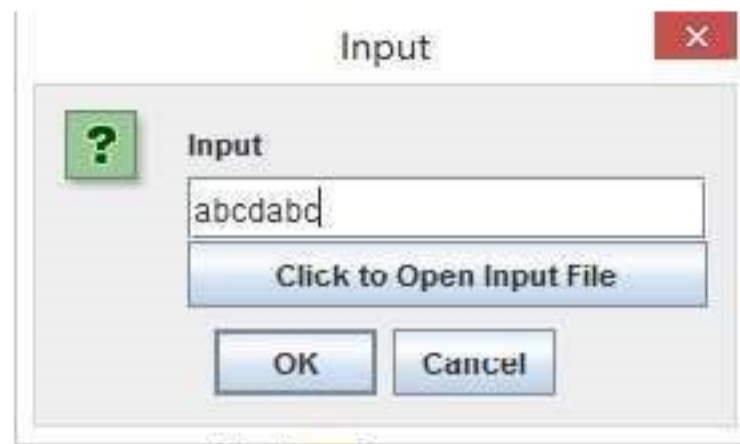 Input
Input
abcdabc
Click to Open Input File
OK
Cancel